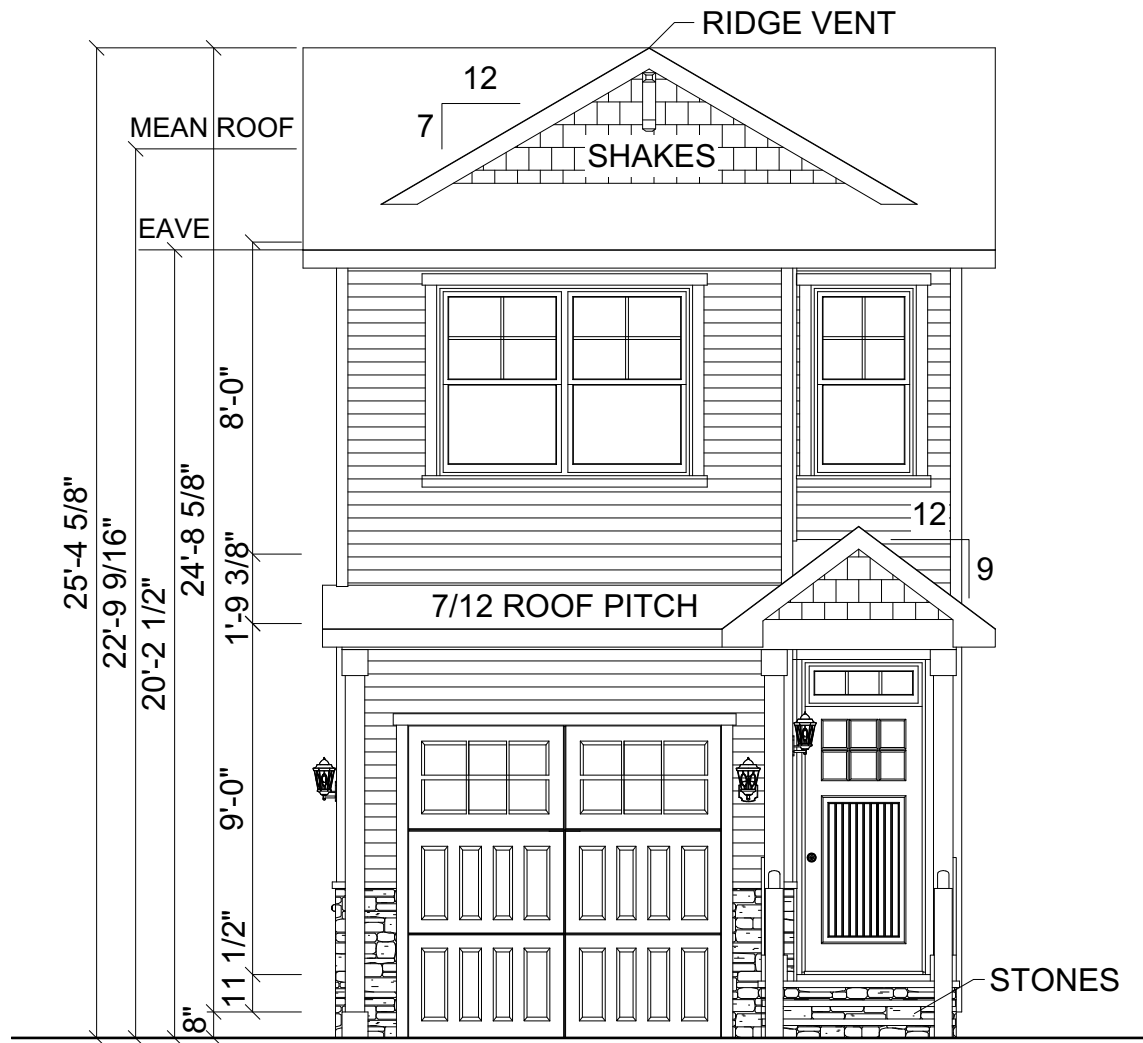 RIDGE VENT
12
7
MEAN ROOF
SHAKES
EAVE
8'-0"
25'-4 5/8"
22'-9 9/16"
20'-2 1/2"
24'-8 5/8"
1'-9 3/8"
12
9
7/12 ROOF PITCH
9'-0"
11 1/2"
8"
STONES